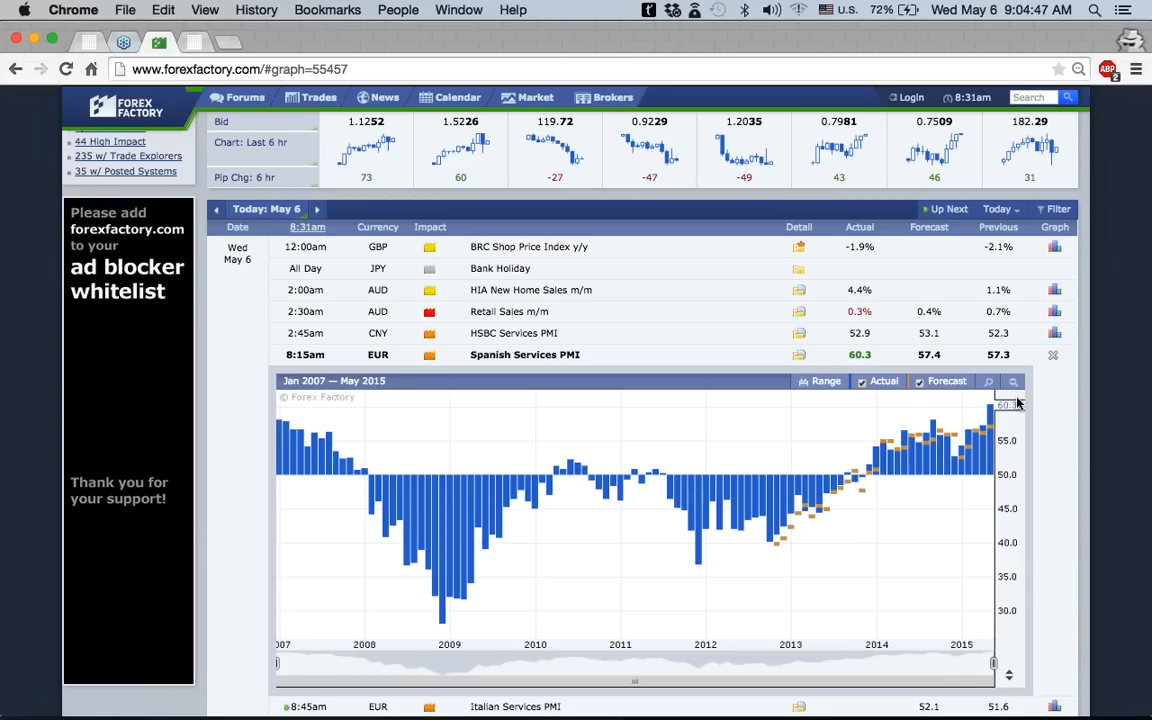 Chrome File Edit View History Bookmarks People Window Help U.S. 72% Wed May 6 9:04:47 AM
www.forexfactory.com/#graph=55457
ABP 2
FOREX FACTORY
Forums Trades News Calendar Market Brokers Login 8:31am Search
44 High Impact
235 w/ Trade Explorers
35 w/ Posted Systems
Bid 1.1252 1.5226 119.72 0.9229 1.2035 0.7981 0.7509 182.29
Chart: Last 6 hr
Pip Chg: 6 hr 73 60 -27 -47 -49 43 46 31
Please add
forexfactory.com
to your
ad blocker
whitelist
Thank you for
your support!
Today: May 6 Up Next Today Filter
Date 8:31am Currency Impact Detail Actual Forecast Previous Graph
Wed
May 6
12:00am GBP BRC Shop Price Index y/y -1.9% -2.1%
All Day JPY Bank Holiday
2:00am AUD HIA New Home Sales m/m 4.4% 1.1%
2:30am AUD Retail Sales m/m 0.3% 0.4% 0.7%
2:45am CNY HSBC Services PMI 52.9 53.1 52.3
8:15am EUR Spanish Services PMI 60.3 57.4 57.3
Jan 2007 — May 2015 Range Actual Forecast
© Forex Factory
60.3
55.0
50.0
45.0
40.0
35.0
30.0
07 2008 2009 2010 2011 2012 2013 2014 2015
8:45am EUR Italian Services PMI 52.1 51.6